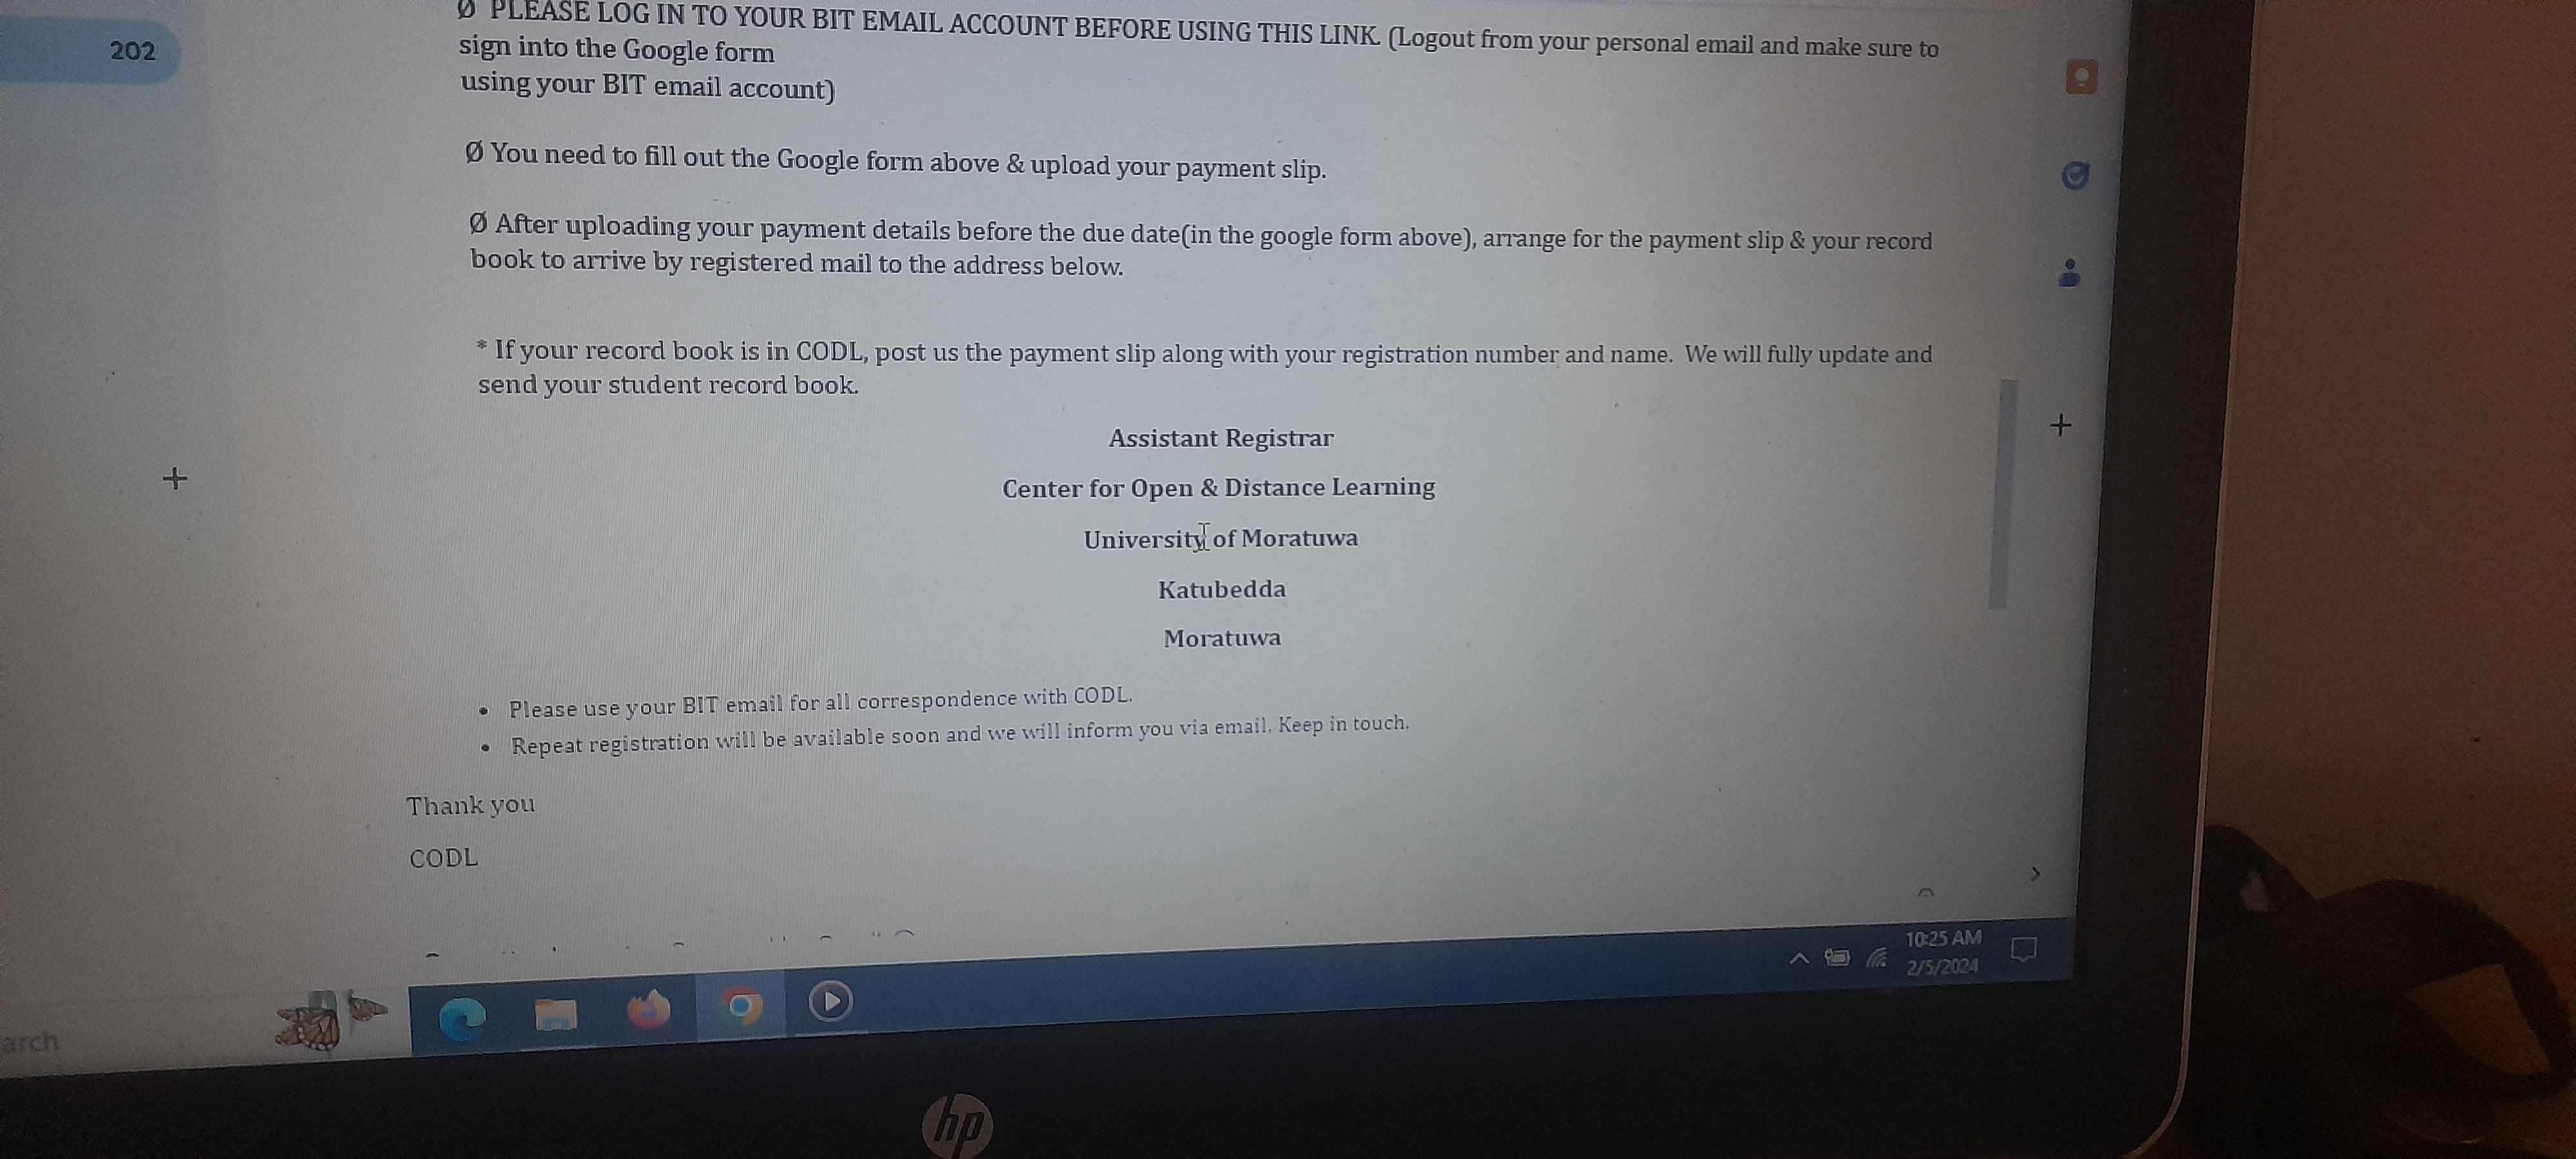 202
Ø PLEASE LOG IN TO YOUR BIT EMAIL ACCOUNT BEFORE USING THIS LINK. (Logout from your personal email and make sure to
sign into the Google form
using your BIT email account)
Ø You need to fill out the Google form above & upload your payment slip.
Ø After uploading your payment details before the due date(in the google form above), arrange for the payment slip & your record
book to arrive by registered mail to the address below.
* If your record book is in CODL, post us the payment slip along with your registration number and name. We will fully update and
send your student record book.
Assistant Registrar
Center for Open & Distance Learning
University of Moratuwa
Katubedda
Moratuwa
• Please use your BIT email for all correspondence with CODL.
• Repeat registration will be available soon and we will inform you via email. Keep in touch.
Thank you
CODL
10:25 AM
2/5/2024
arch
hp